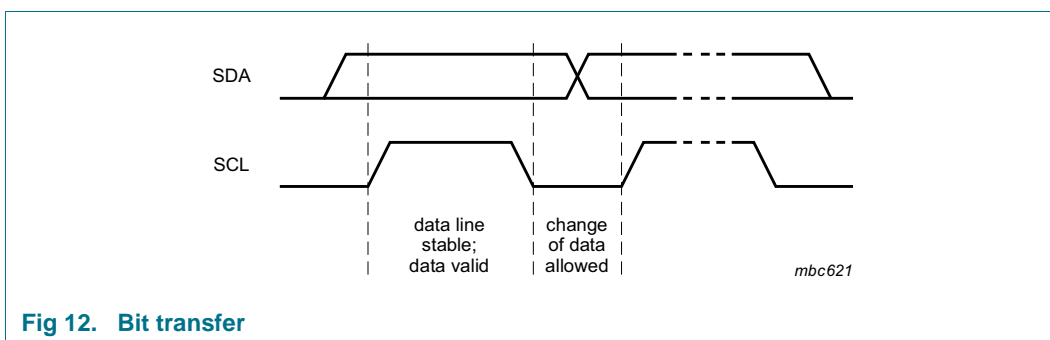 SDA
SCL
data line
stable;
data valid
change
of data
allowed
mbc621
Fig 12. Bit transfer